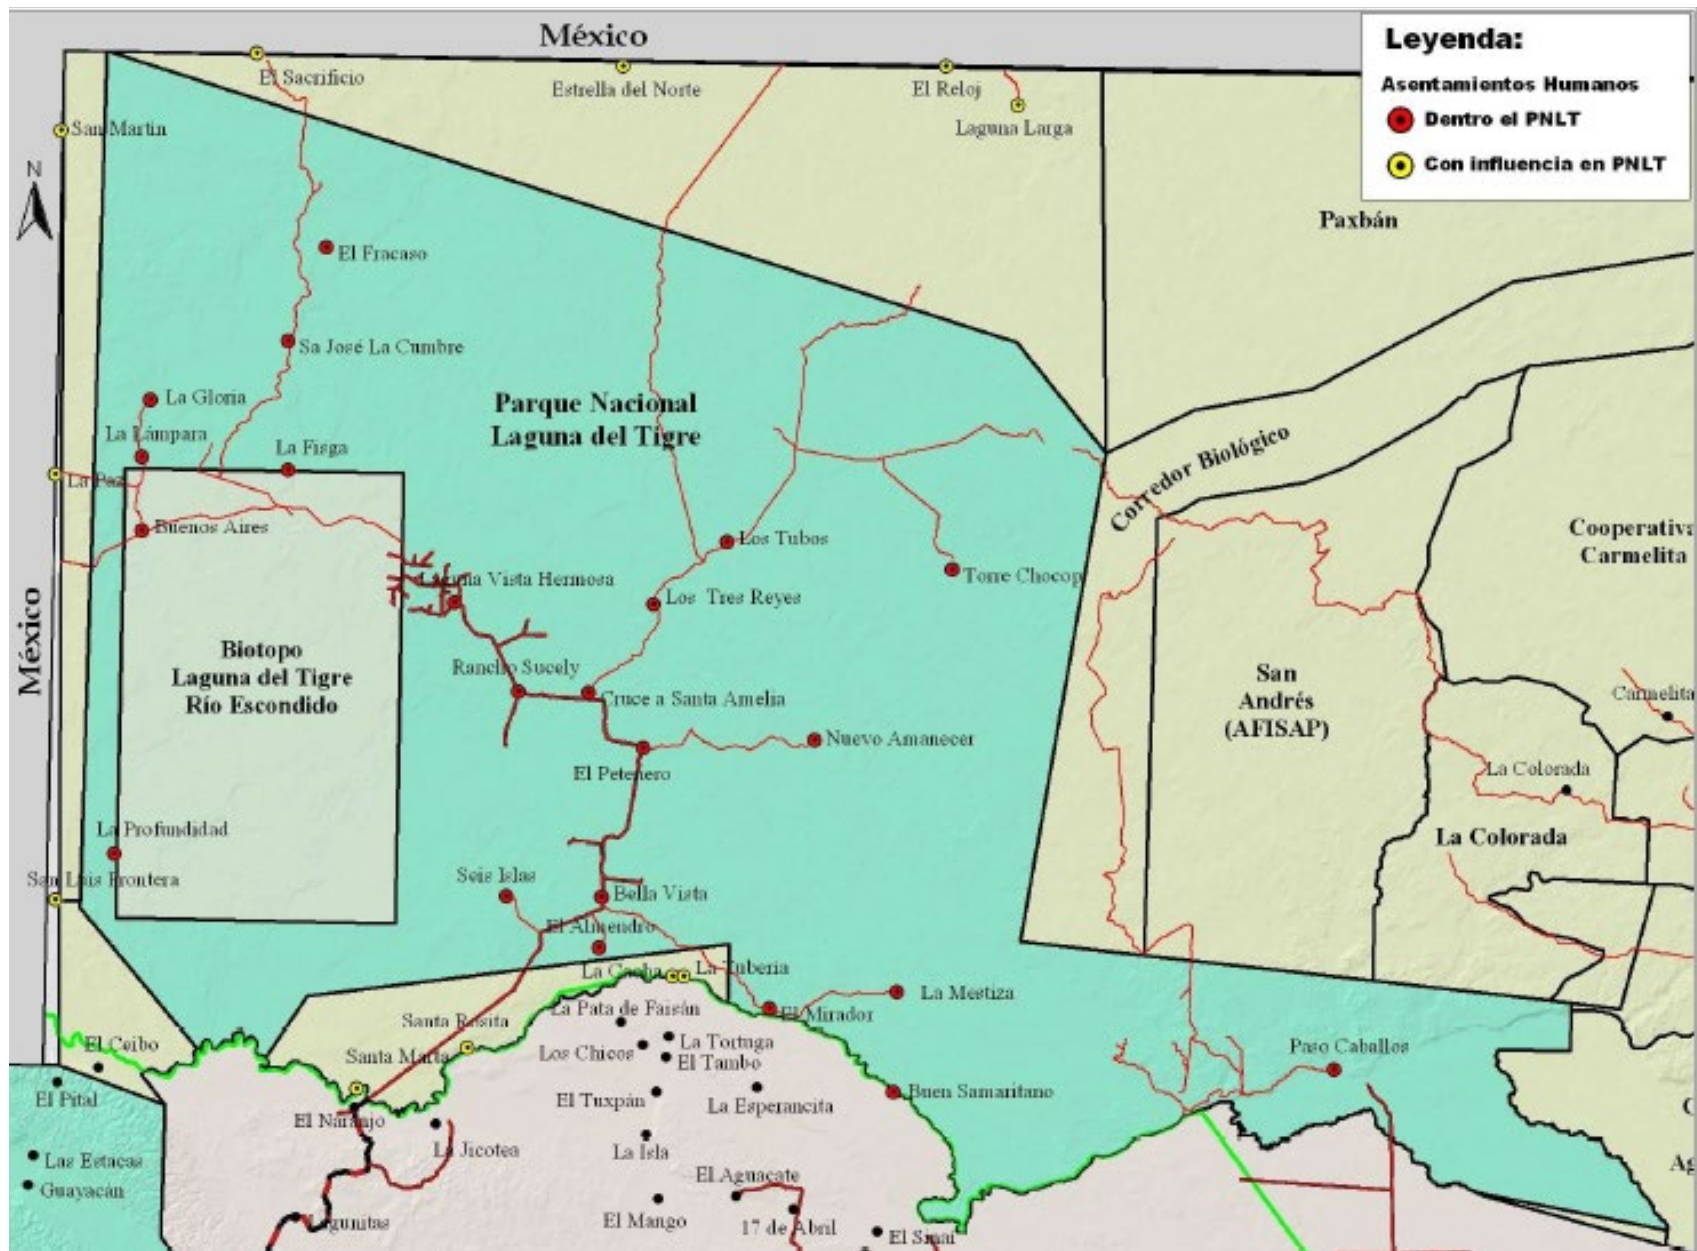 México
Leyenda:
Asentamientos Humanos
Dentro el PNLT
Con influencia en PNLT
El Sacrificio
Estrella del Norte
El Reloj
Laguna Larga
San Martin
N
Paxbán
El Fracaso
Sa José La Cumbre
La Gloria
Parque Nacional
Laguna del Tigre
La Lámpara
La Fisga
La Paz
Corredor Biológico
Buenos Aires
Los Tubos
Cooperativa
Carmelita
Laguna Vista Hermosa
Torre Chocop
Los Tres Reyes
México
Biotopo
Laguna del Tigre
Río Escondido
Rancho Sucely
San
Andrés
(AFISAP)
Cruce a Santa Amelia
Carmelita
Nuevo Amanecer
El Petenero
La Colorada
La Profundidad
La Colorada
San Luis Frontera
Seis Islas
Bella Vista
El Almendro
La Cacha
La Tuberia
La Mestiza
La Pata de Faisán
El Mirador
Santa Rosita
El Ceibo
Los Chicos
La Tortuga
El Tambo
Santa Marta
Paso Caballos
El Pital
El Tuxpán
La Esperancita
Buen Samaritano
El Naranjo
La Jicotea
La Isla
Las Estacas
Guayacán
El Aguacate
Ag
Lagunitas
El Mango
17 de Abril
El Sinai